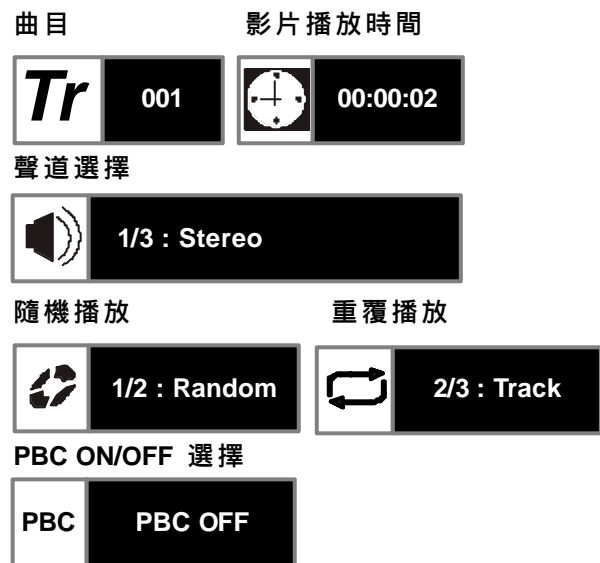 曲目 影片播放時間
Tr 001 00:00:02
聲道選擇
1/3 : Stereo
隨機播放 重覆播放
1/2 : Random 2/3 : Track
PBC ON/OFF 選擇
PBC PBC OFF